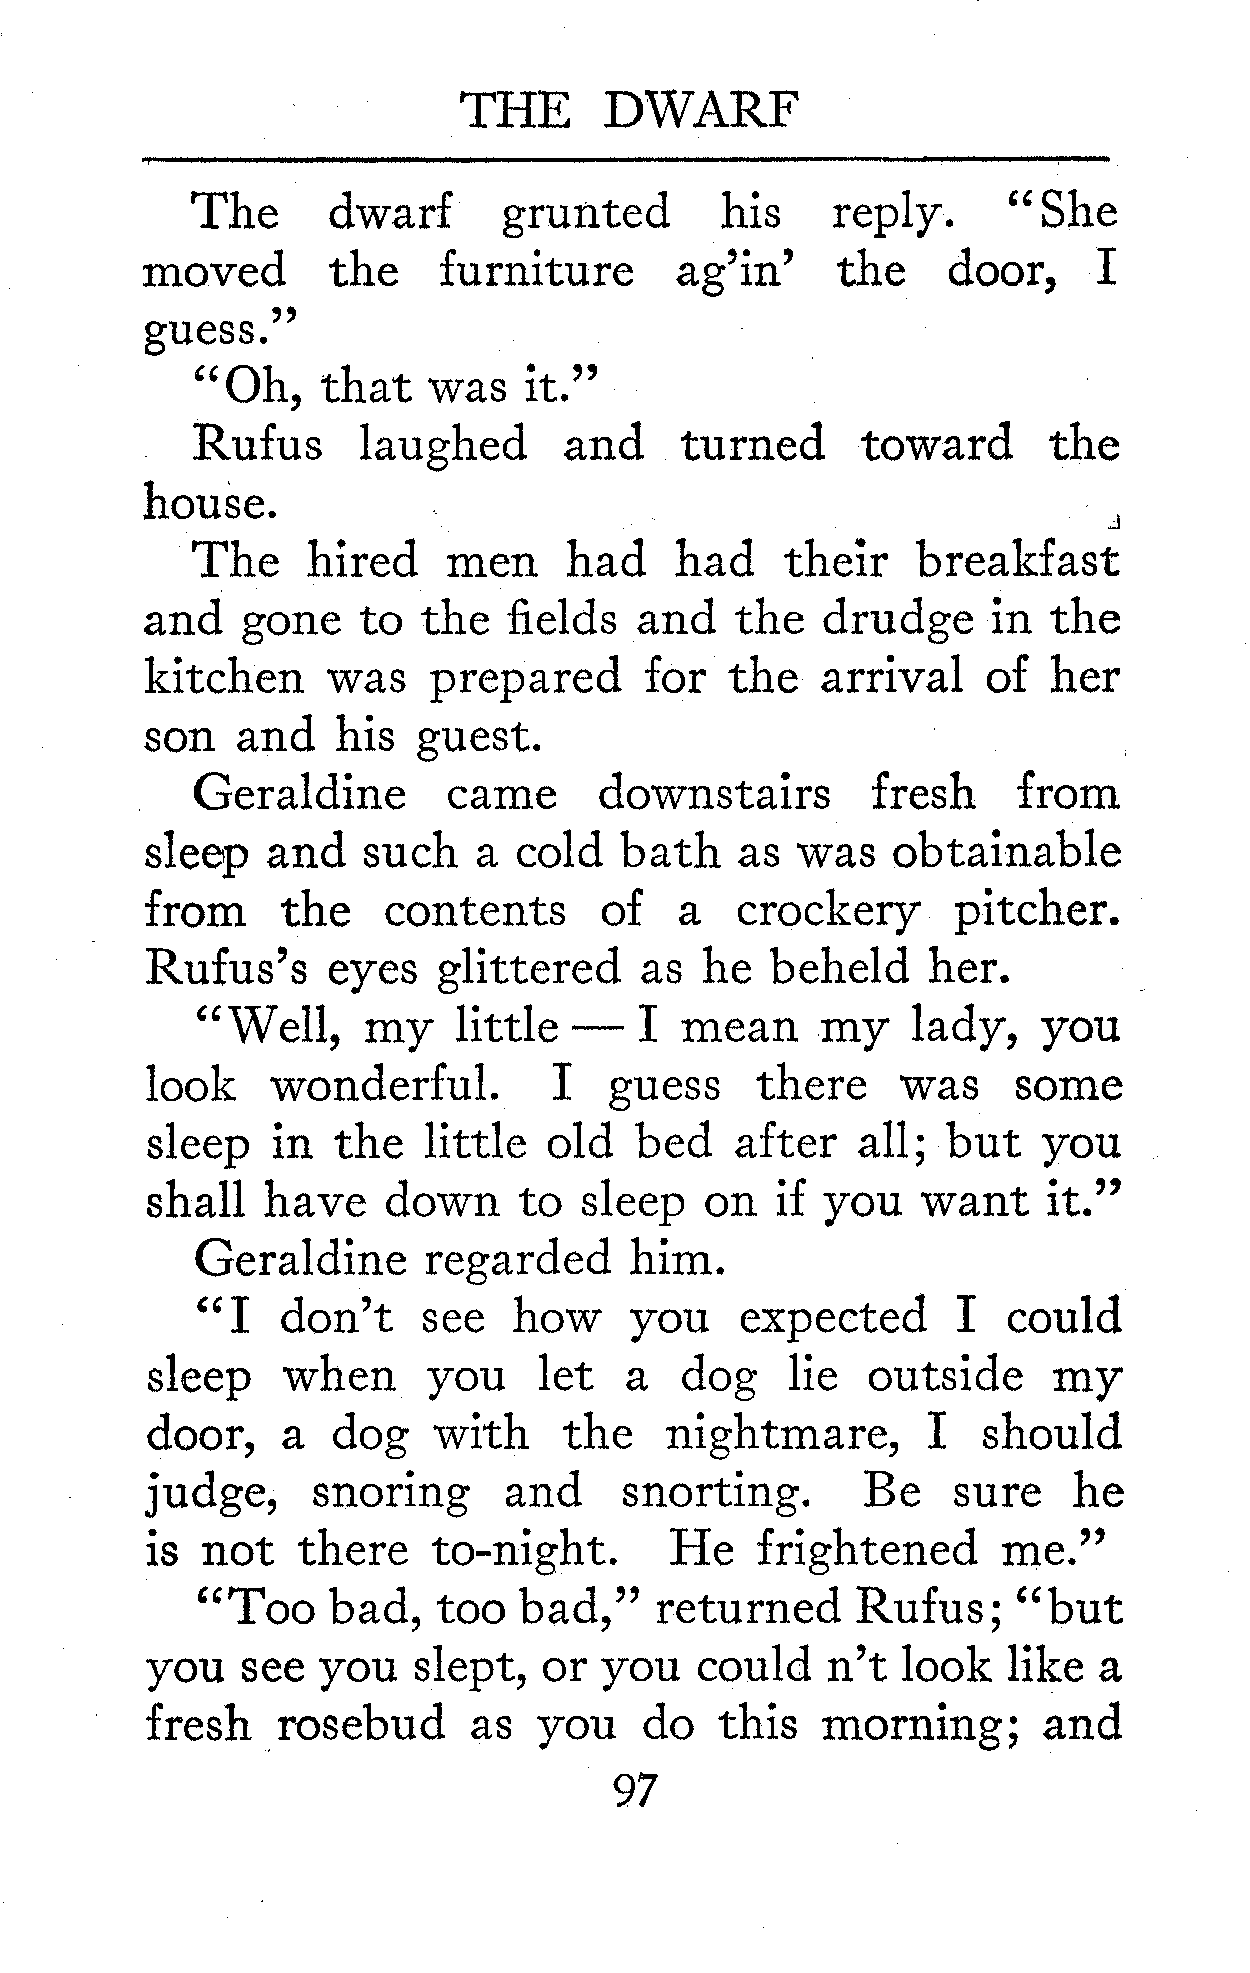 THE DWARF
The dwarf grunted his reply. “She
moved the furniture ag’in’ the door, I
guess.”
“Oh, that was it.”
Rufus laughed and turned toward the
house.
The hired men had had their breakfast
and gone to the fields and the drudge in the
kitchen was prepared for the arrival of her
son and his guest.
Geraldine came downstairs fresh from
sleep and such a cold bath as was obtainable
from the contents of a crockery pitcher.
Rufus’s eyes glittered as he beheld her.
“Well, my little — I mean my lady, you
look wonderful. I guess there was some
sleep in the little old bed after all; but you
shall have down to sleep on if you want it.”
Geraldine regarded him.
“I don’t see how you expected I could
sleep when you let a dog lie outside my
door, a dog with the nightmare, I should
judge, snoring and snorting. Be sure he
is not there to-night. He frightened me.”
“Too bad, too bad,” returned Rufus; “but
you see you slept, or you could n’t look like a
fresh rosebud as you do this morning; and
97